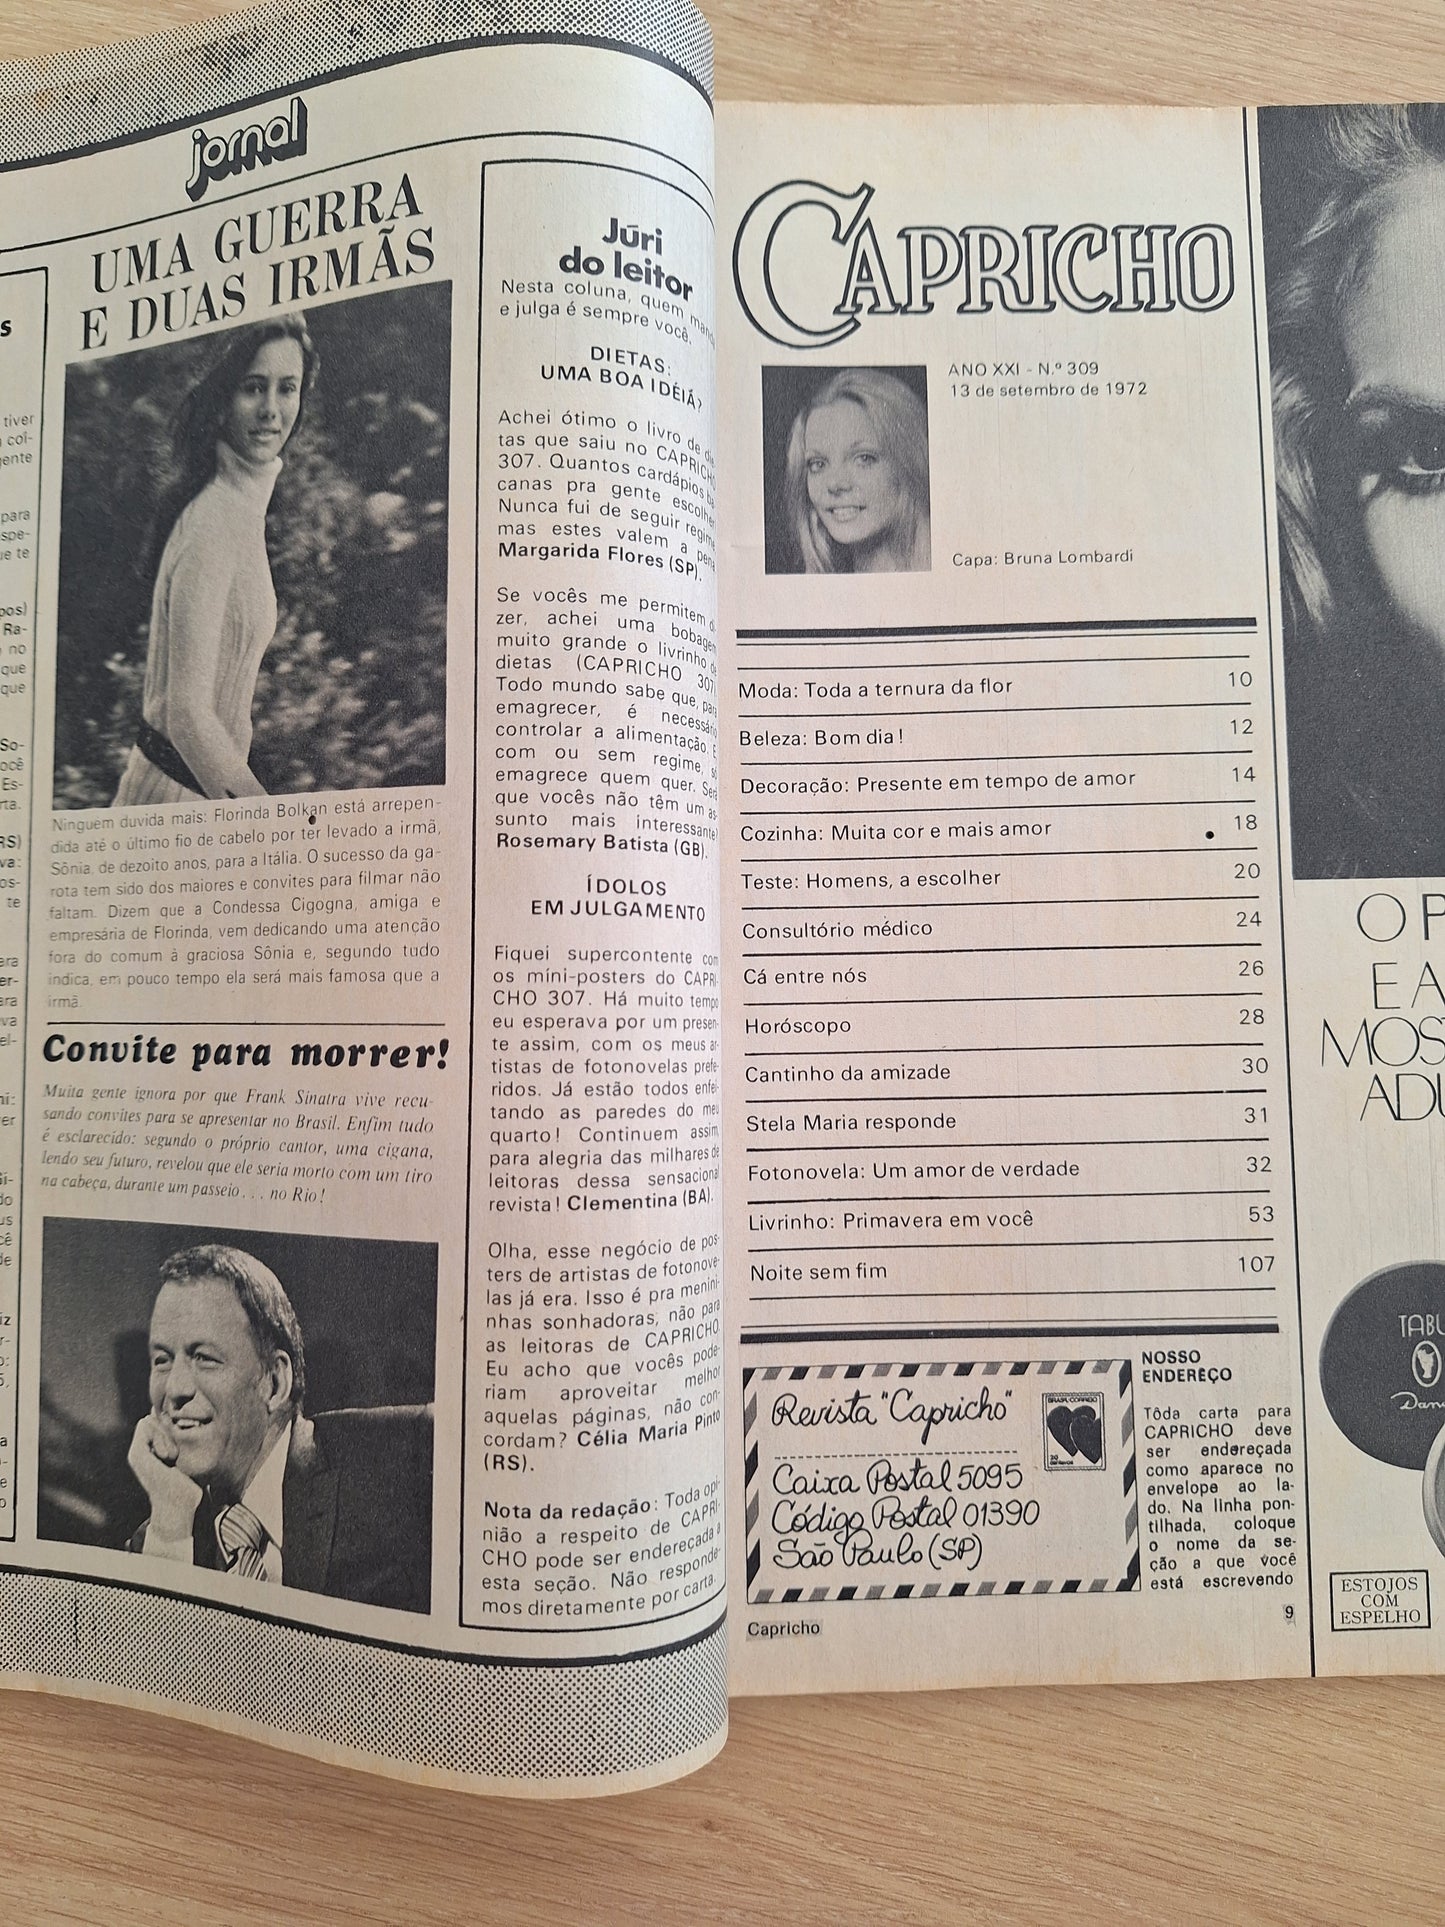 jornal
UMA GUERRA
E DUAS IRMÃS
Ninguem duvida mais: Florinda Bolkan está arrepen-
dida até o último fio de cabelo por ter levado a irmã,
Sônia, de dezoito anos, para a Itália. O sucesso da ga-
rota tem sido dos maiores e convites para filmar não
faltam. Dizem que a Condessa Cigogna, amiga e
empresária de Florinda, vem dedicando uma atenção
fora do comum à graciosa Sônia e, segundo tudo
indica, em pouco tempo ela será mais famosa que a
irmã.
Convite para morrer!
Muita gente ignora por que Frank Sinatra vive recu-
sando convites para se apresentar no Brasil. Enfim tudo
é esclarecido: segundo o próprio cantor, uma cigana,
lendo seu futuro, revelou que ele seria morto com um tiro
na cabeça, durante um passeio... no Rio!
Júri
do leitor
Nesta coluna, quem
e julga é sempre você.
DIETAS:
UMA BOA IDÉIA?
Achei ótimo o livro de
tas que saiu no CAPRICHO
307. Quantos cardápios
canas pra gente escolher
Nunca fui de seguir regime
mas estes valem a pena
Margarida Flores (SP).
Se vocês me permitem di
zer, achei uma bobagem
muito grande o livrinho de
dietas (CAPRICHO 307).
Todo mundo sabe que, para
emagrecer, é necessário
controlar a alimentação. E
com ou sem regime, só
emagrece quem quer. Será
que vocês não têm um as-
sunto mais interessante?
Rosemary Batista (GB).
ÍDOLOS
EM JULGAMENTO
Fiquei supercontente com
os míni-posters do CAPRI-
CHO 307. Há muito tempo
eu esperava por um presen-
te assim, com os meus ar-
tistas de fotonovelas prefe-
ridos. Já estão todos enfei-
tando as paredes do meu
quarto! Continuem assim,
para alegria das milhares de
leitoras dessa sensacional
revista! Clementina (BA).
Olha, esse negócio de pos-
ters de artistas de fotonove-
las já era. Isso é pra menini-
nhas sonhadoras, não para
as leitoras de CAPRICHO.
Eu acho que vocês pode-
riam aproveitar melhor
aquelas páginas, não con-
cordam? Célia Maria Pinto
(RS).
Nota da redação: Toda opi-
nião a respeito de CAPRI-
CHO pode ser endereçada a
esta seção. Não responde-
mos diretamente por carta.
CAPRICHO
ANO XXI - N.º 309
13 de setembro de 1972
Capa: Bruna Lombardi
Moda: Toda a ternura da flor 10
Beleza: Bom dia! 12
Decoração: Presente em tempo de amor 14
Cozinha: Muita cor e mais amor 18
Teste: Homens, a escolher 20
Consultório médico 24
Cá entre nós 26
Horóscopo 28
Cantinho da amizade 30
Stela Maria responde 31
Fotonovela: Um amor de verdade 32
Livrinho: Primavera em você 53
Noite sem fim 107
Revista "Capricho"
BRASIL CORREIO
Caixa Postal 5095
Código Postal 01390
São Paulo (SP)
NOSSO
ENDEREÇO
Tôda carta para
CAPRICHO deve
ser endereçada
como aparece no
envelope ao la-
do. Na linha pon-
tilhada, coloque
o nome da se-
ção a que você
está escrevendo
Capricho 9
O P
E A
MOS
ADU
TABU
Dan
ESTOJOS
COM
ESPELHO